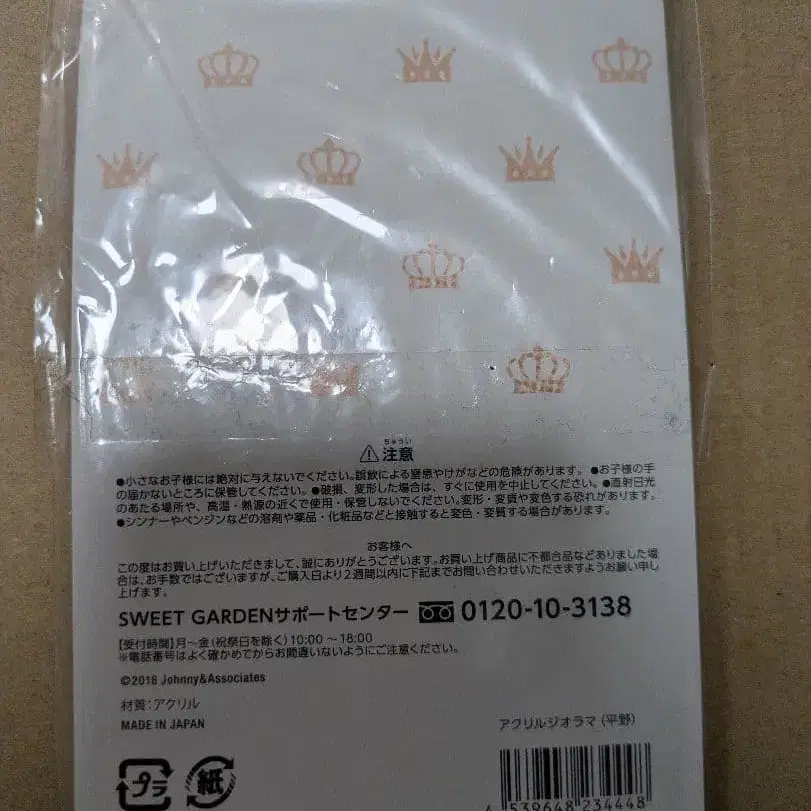 ちゅうい
⚠注意
●小さなお子様には絶対に与えないでください。誤飲による窒息やけがなどの危険があります。 ●お子様の手
の届かないところに保管してください。●破損、変形した場合は、すぐに使用を中止してください。●直射日光
のあたる場所や、高温・熱源の近くで使用・保管しないでください。変形・変質や変色する恐れがあります。
●シンナーやベンジンなどの溶剤や薬品・化粧品などと接触すると変色・変質する場合があります。
お客様へ
この度はお買い上げいただきまして、誠にありがとうございます。お買い上げ商品に不都合品などありました場
合は、お手数ではございますが、ご購入日より2週間以内に下記までお問い合わせいただきますようお願い申し
上げます。
SWEET GARDENサポートセンター 0120-10-3138
【受付時間】月〜金(祝祭日を除く)10:00〜18:00
※電話番号はよく確かめてからお間違いないようにご注意ください。
©2018 Johnny&Associates
材質:アクリル
MADE IN JAPAN
アクリルジオラマ(平野)
プラ
紙
4 539648 234448